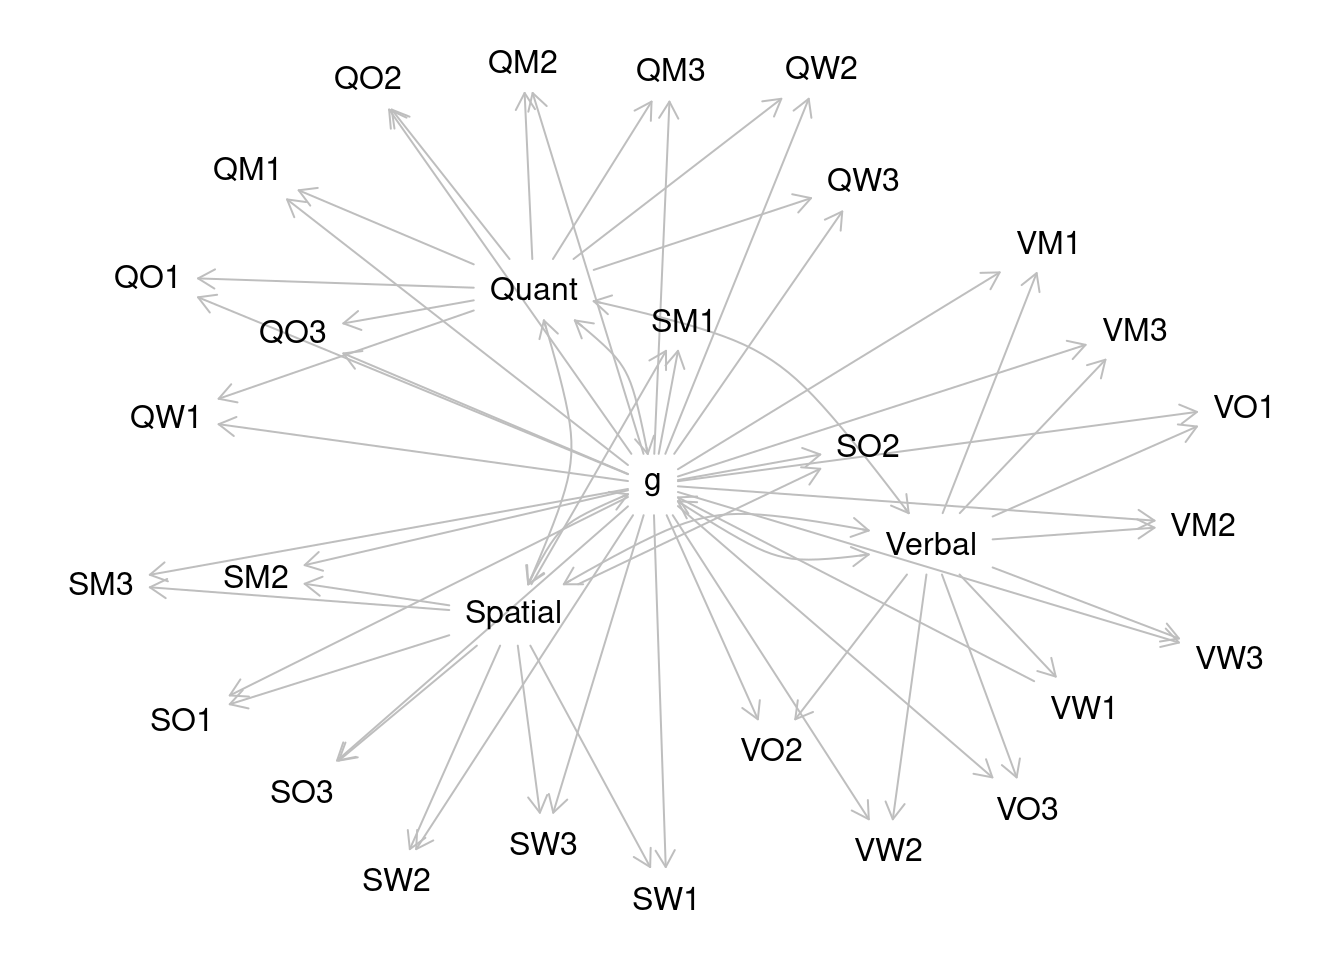 QM2
QW2
QM3
QO2
QM1
QW3
VM1
QO1
Quant
SM1
QO3
VM3
VO1
QW1
SO2
g
VM2
Verbal
SM2
SM3
Spatial
VW3
VW1
SO1
VO2
SO3
VO3
SW3
VW2
SW2
SW1